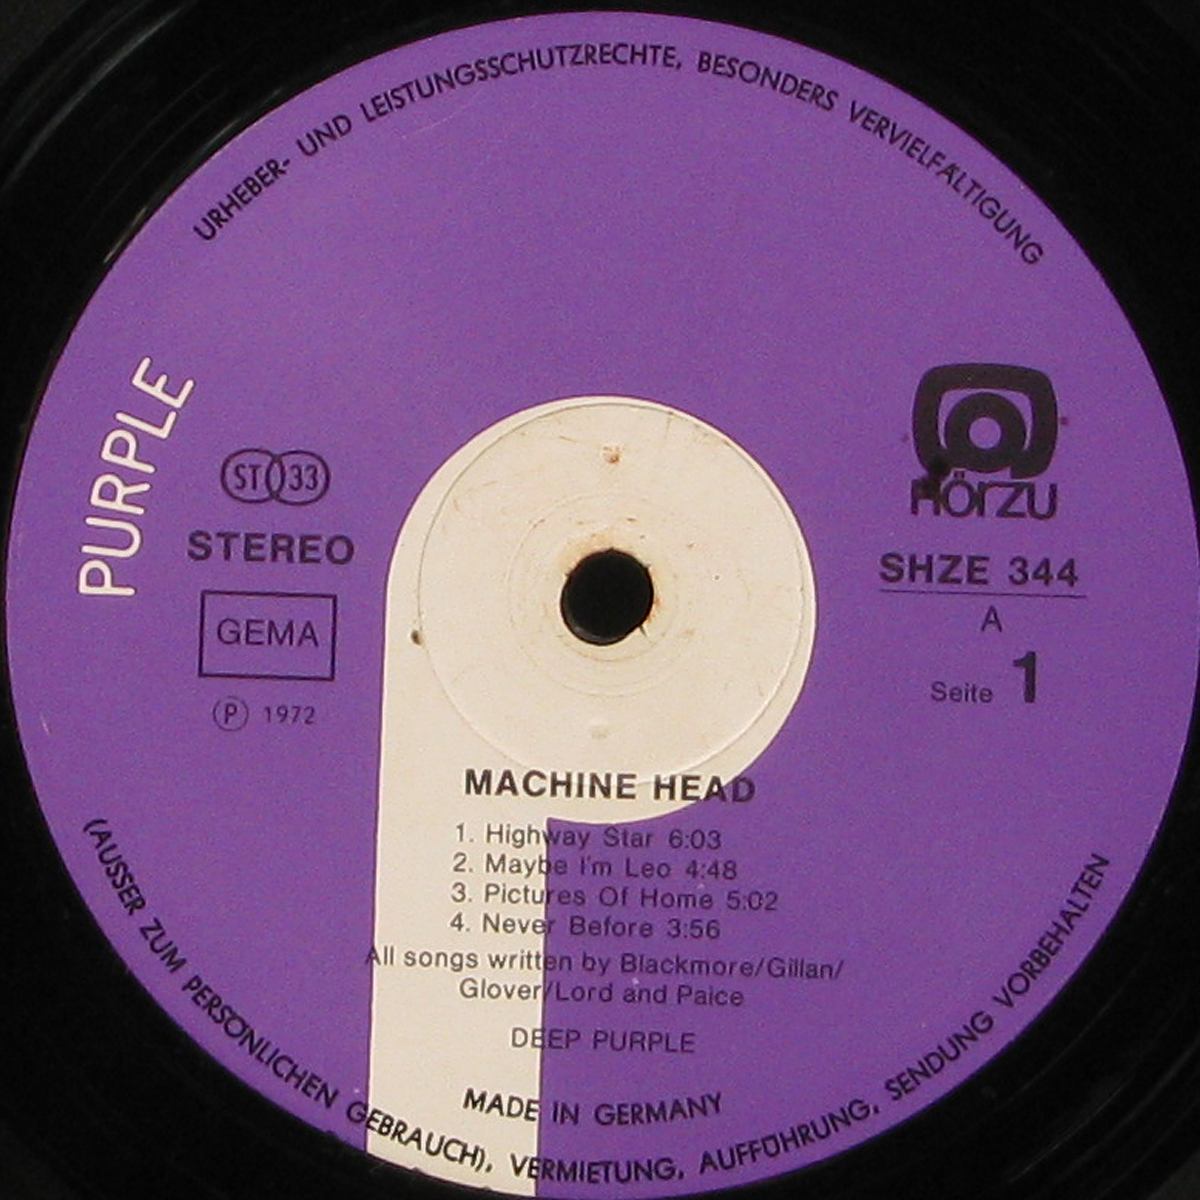 URHEBER- UND LEISTUNGSSCHUTZRECHTE, BESONDERS VERVIELFÄLTIGUNG
PURPLE
ST 33
STEREO
GEMA
Ⓟ 1972
HÖRZU
SHZE 344
A
Seite 1
MACHINE HEAD
1. Highway Star 6:03
2. Maybe I'm Leo 4:48
3. Pictures Of Home 5:02
4. Never Before 3:56
All songs written by Blackmore/Gillan/
Glover/Lord and Paice
DEEP PURPLE
MADE IN GERMANY
(AUSSER ZUM PERSÖNLICHEN GEBRAUCH), VERMIETUNG, AUFFÜHRUNG, SENDUNG VORBEHALTEN